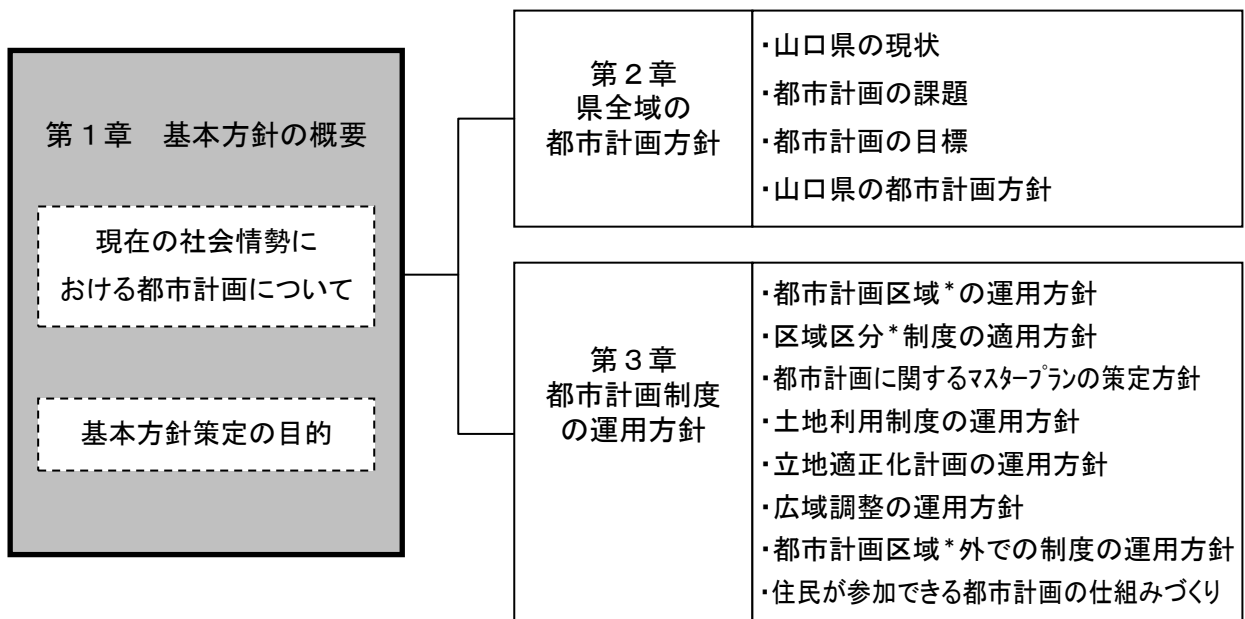 第１章　基本方針の概要
現在の社会情勢に
おける都市計画について
基本方針策定の目的
第２章
県全域の
都市計画方針
・山口県の現状
・都市計画の課題
・都市計画の目標
・山口県の都市計画方針
第３章
都市計画制度
の運用方針
・都市計画区域*の運用方針
・区域区分*制度の適用方針
・都市計画に関するﾏｽﾀｰﾌﾟﾗﾝの策定方針
・土地利用制度の運用方針
・立地適正化計画の運用方針
・広域調整の運用方針
・都市計画区域*外での制度の運用方針
・住民が参加できる都市計画の仕組みづくり